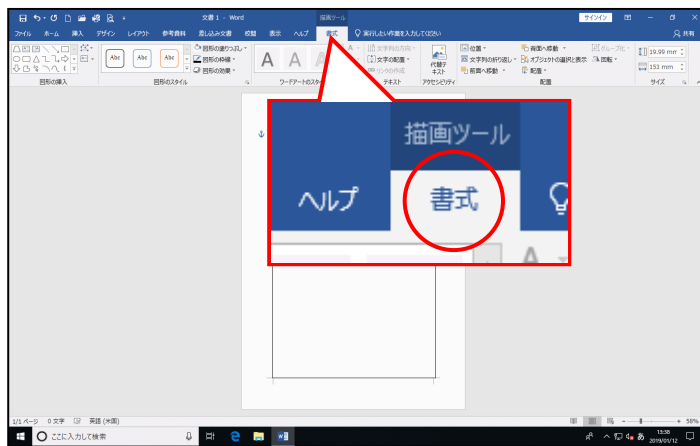 文書 1 - Word
描画ツール
サインイン
ファイル ホーム 挿入 デザイン レイアウト 参考資料 差し込み文書 校閲 表示 ヘルプ 書式 実行したい作業を入力してください 共有
図形の塗りつぶし
図形の枠線
図形の効果
Abc Abc Abc
A A A A
文字列の方向
文字の配置
リンクの作成
代替テキスト
位置
文字列の折り返し
前面へ移動
背面へ移動
オブジェクトの選択と表示
配置
グループ化
回転
19.99 mm
153 mm
図形の挿入 図形のスタイル ワードアートのスタ テキスト アクセシビリティ 配置 サイズ
描画ツール
ヘルプ 書式
A
1/1 ページ 0 文字 英語 (米国) 50%
ここに入力して検索
あ
13:38
2019/01/12